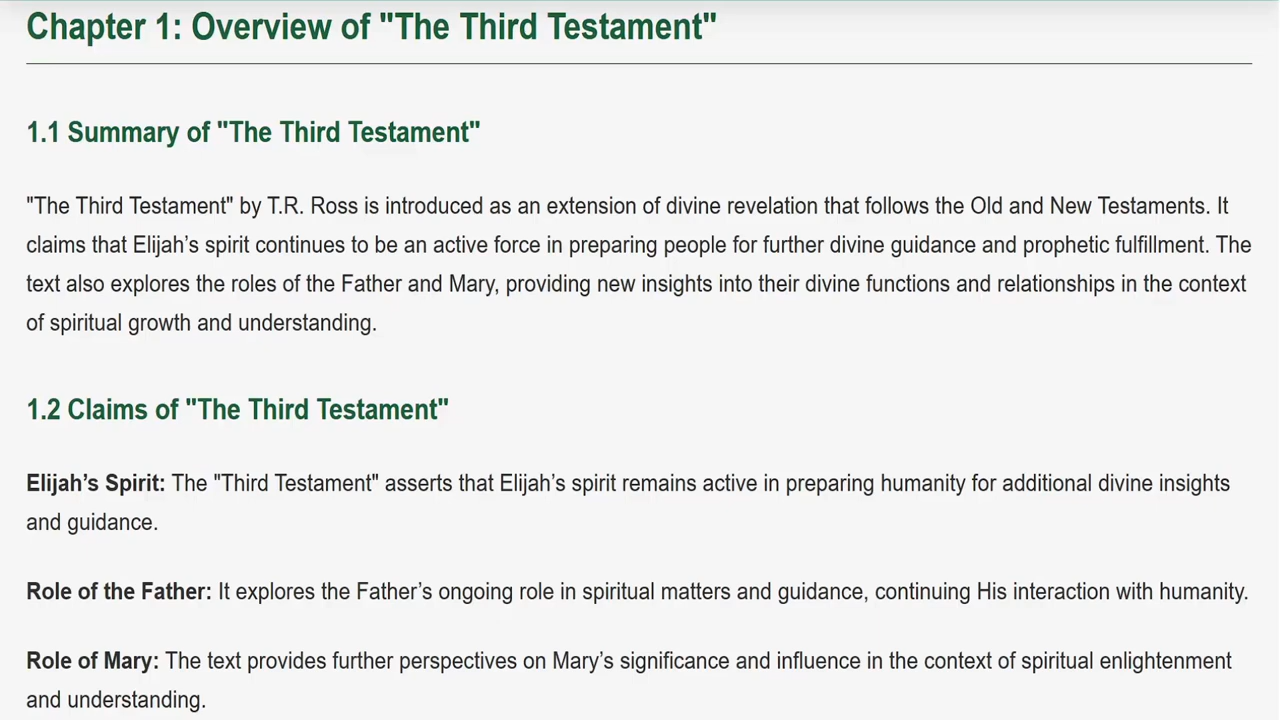 Chapter 1: Overview of "The Third Testament"
1.1 Summary of "The Third Testament"
"The Third Testament" by T.R. Ross is introduced as an extension of divine revelation that follows the Old and New Testaments. It
claims that Elijah’s spirit continues to be an active force in preparing people for further divine guidance and prophetic fulfillment. The
text also explores the roles of the Father and Mary, providing new insights into their divine functions and relationships in the context
of spiritual growth and understanding.
1.2 Claims of "The Third Testament"
Elijah’s Spirit: The "Third Testament" asserts that Elijah’s spirit remains active in preparing humanity for additional divine insights
and guidance.
Role of the Father: It explores the Father’s ongoing role in spiritual matters and guidance, continuing His interaction with humanity.
Role of Mary: The text provides further perspectives on Mary’s significance and influence in the context of spiritual enlightenment
and understanding.